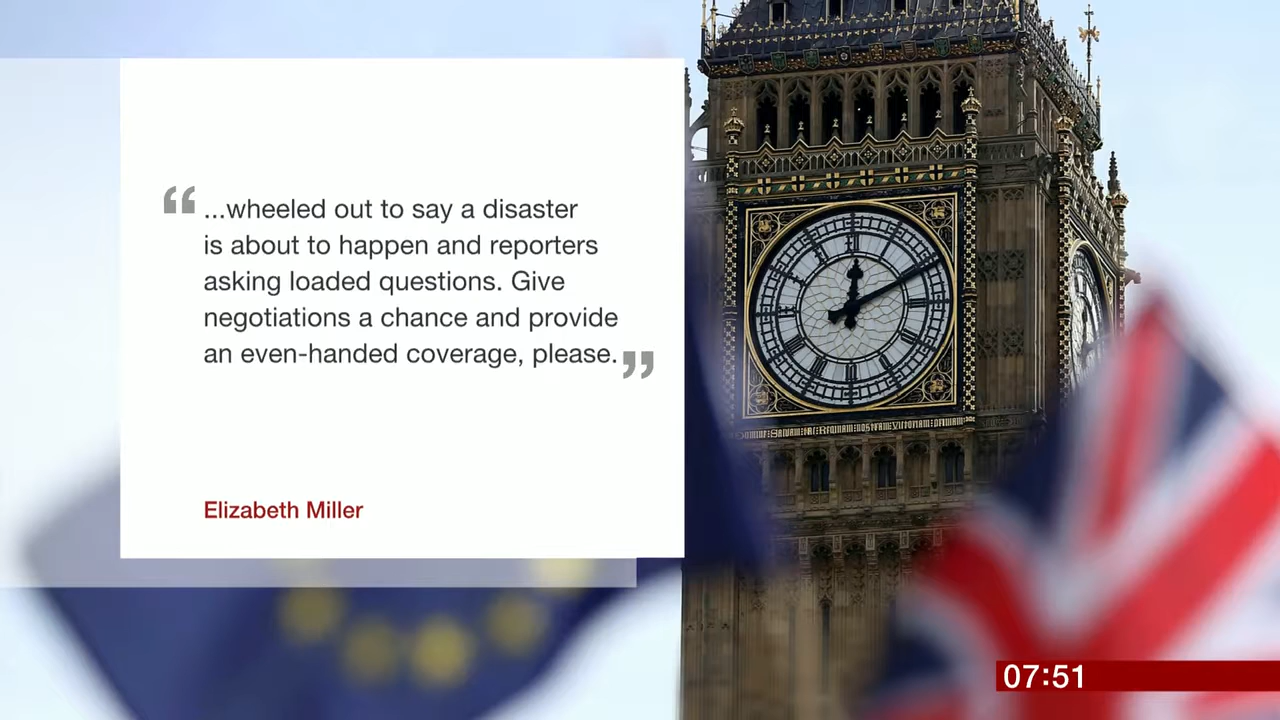 “...wheeled out to say a disaster
is about to happen and reporters
asking loaded questions. Give
negotiations a chance and provide
an even-handed coverage, please.”
Elizabeth Miller
07:51